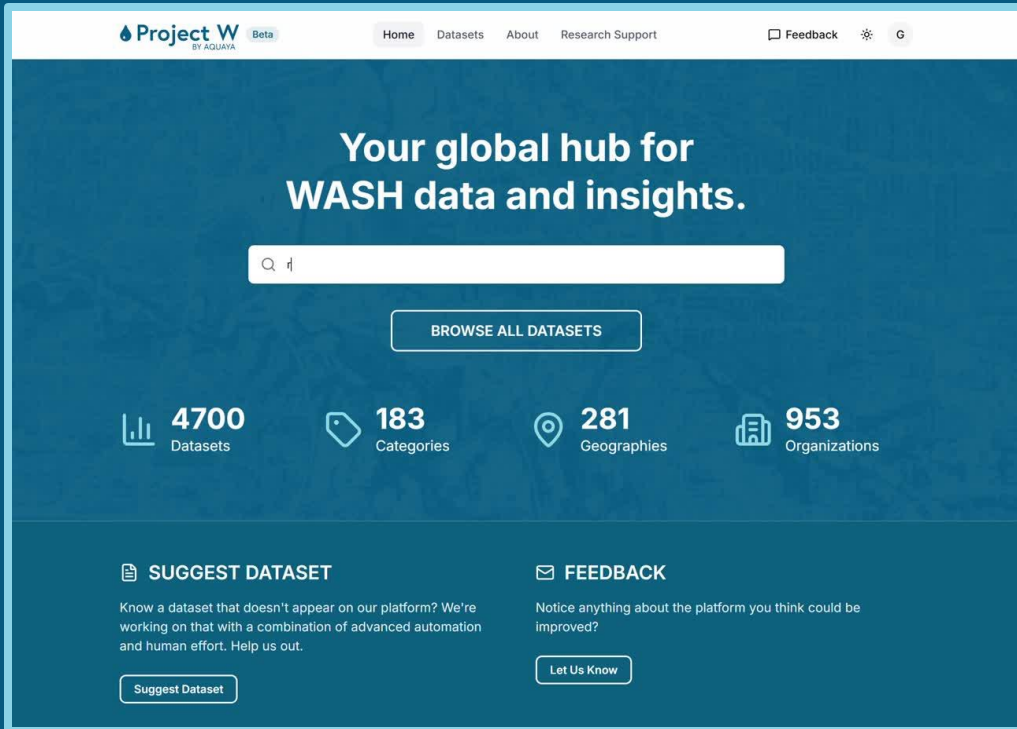 Project W
BY AQUAYA
Beta
Home
Datasets
About
Research Support
Feedback
G
Your global hub for
WASH data and insights.
r
BROWSE ALL DATASETS
4700
Datasets
183
Categories
281
Geographies
953
Organizations
SUGGEST DATASET
Know a dataset that doesn't appear on our platform? We're
working on that with a combination of advanced automation
and human effort. Help us out.
Suggest Dataset
FEEDBACK
Notice anything about the platform you think could be
improved?
Let Us Know